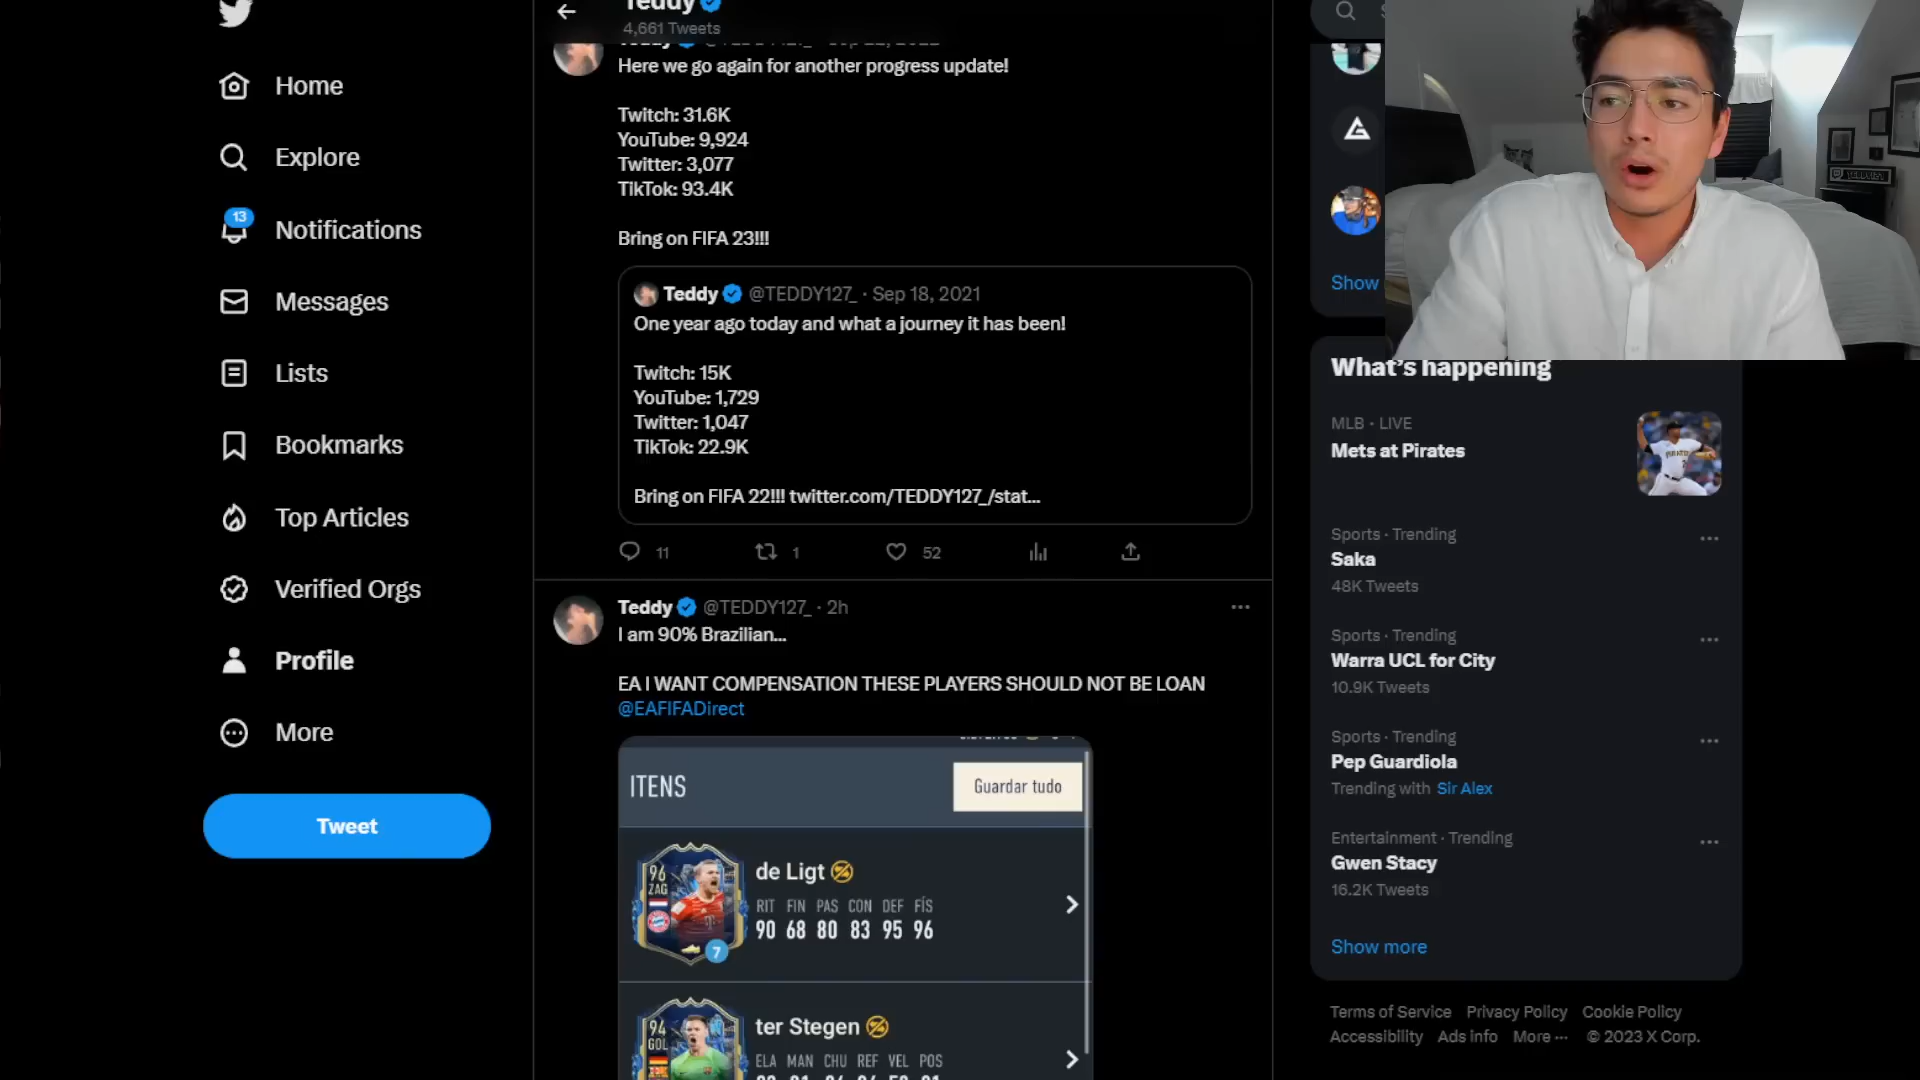 Home
Explore
13
Notifications
Messages
Lists
Bookmarks
Top Articles
Verified Orgs
Profile
More
Tweet
Teddy
4,661 Tweets
Here we go again for another progress update!
Twitch: 31.6K
YouTube: 9,924
Twitter: 3,077
TikTok: 93.4K
Bring on FIFA 23!!!
Teddy @TEDDY127_ · Sep 18, 2021
One year ago today and what a journey it has been!
Twitch: 15K
YouTube: 1,729
Twitter: 1,047
TikTok: 22.9K
Bring on FIFA 22!!! twitter.com/TEDDY127_/stat...
11 1 52
Teddy @TEDDY127_ · 2h
I am 90% Brazilian...
EA I WANT COMPENSATION THESE PLAYERS SHOULD NOT BE LOAN
@EAFIFADirect
ITENS
Guardar tudo
96
ZAG
7
de Ligt
RIT FIN PAS CON DEF FÍS
90 68 80 83 95 96
94
GOL
ter Stegen
ELA MAN CHU REF VEL POS
Show
What's happening
MLB · LIVE
Mets at Pirates
Sports · Trending
Saka
48K Tweets
Sports · Trending
Warra UCL for City
10.9K Tweets
Sports · Trending
Pep Guardiola
Trending with Sir Alex
Entertainment · Trending
Gwen Stacy
16.2K Tweets
Show more
Terms of Service Privacy Policy Cookie Policy
Accessibility Ads info More ··· © 2023 X Corp.